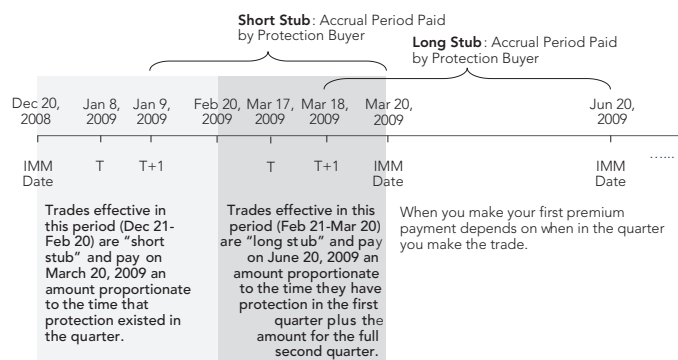 Short Stub: Accrual Period Paid
by Protection Buyer
Long Stub: Accrual Period Paid
by Protection Buyer
Dec 20, 2008
Jan 8, 2009
Jan 9, 2009
Feb 20, 2009
Mar 17, 2009
Mar 18, 2009
Mar 20, 2009
Jun 20, 2009
IMM Date
T
T+1
T
T+1
IMM Date
IMM Date
......
Trades effective in
this period (Dec 21-
Feb 20) are “short
stub” and pay on
March 20, 2009 an
amount proportionate
to the time that
protection existed in
the quarter.
Trades effective in this
period (Feb 21-Mar 20)
are “long stub” and pay
on June 20, 2009 an
amount proportionate
to the time they have
protection in the first
quarter plus the
amount for the full
second quarter.
When you make your first premium
payment depends on when in the quarter
you make the trade.